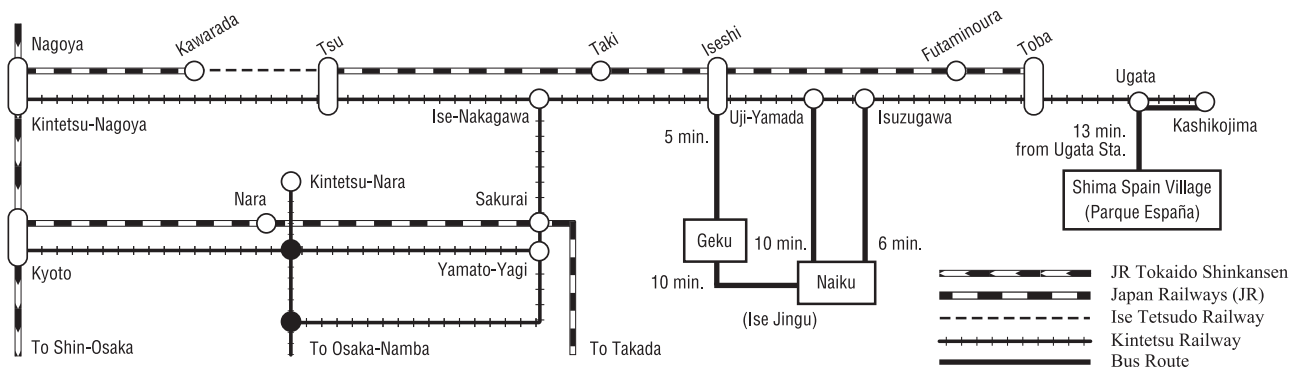 Nagoya
Kawarada
Tsu
Taki
Iseshi
Futaminoura
Toba
Ugata
Kintetsu-Nagoya
Ise-Nakagawa
Uji-Yamada
Isuzugawa
Kashikojima
5 min.
13 min.
from Ugata Sta.
Kintetsu-Nara
Nara
Sakurai
Shima Spain Village
(Parque España)
Geku
10 min.
6 min.
Kyoto
Yamato-Yagi
10 min.
Naiku
(Ise Jingu)
To Shin-Osaka
To Osaka-Namba
To Takada
JR Tokaido Shinkansen
Japan Railways (JR)
Ise Tetsudo Railway
Kintetsu Railway
Bus Route